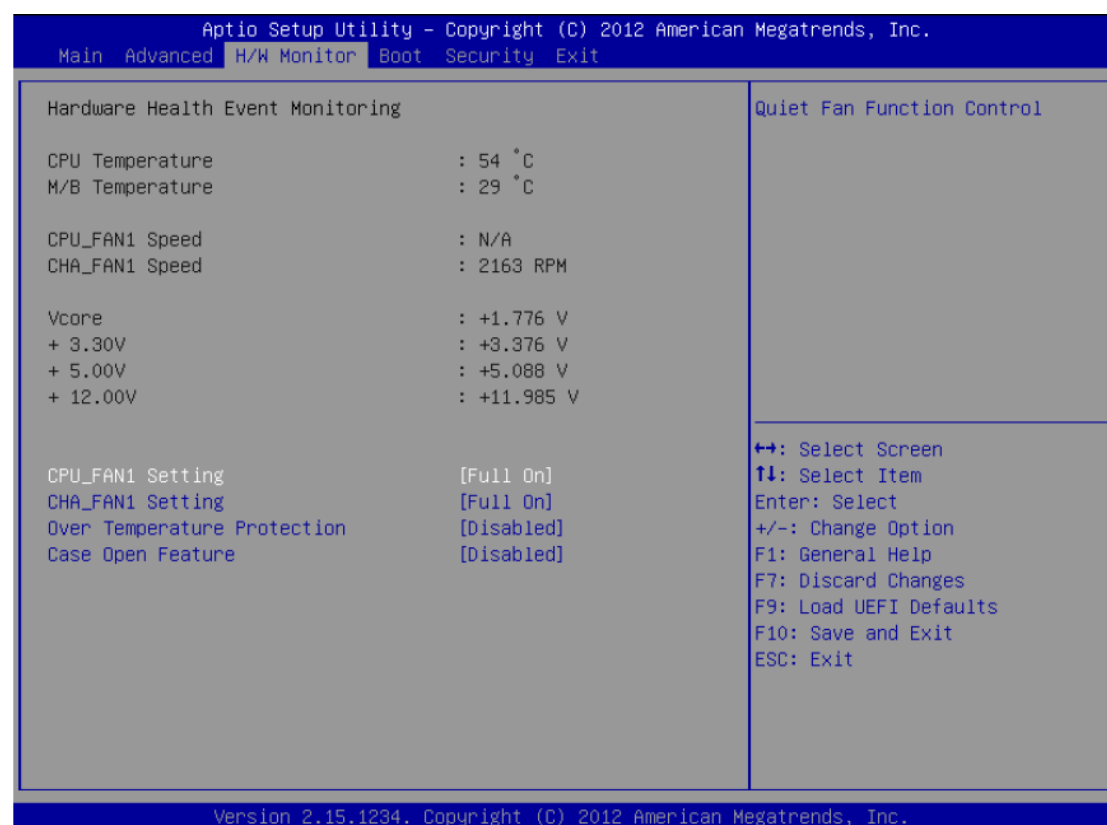 Aptio Setup Utility – Copyright (C) 2012 American Megatrends, Inc.
Main Advanced H/W Monitor Boot Security Exit
Hardware Health Event Monitoring
CPU Temperature : 54 °C
M/B Temperature : 29 °C
CPU_FAN1 Speed : N/A
CHA_FAN1 Speed : 2163 RPM
Vcore : +1.776 V
+ 3.30V : +3.376 V
+ 5.00V : +5.088 V
+ 12.00V : +11.985 V
CPU_FAN1 Setting [Full On]
CHA_FAN1 Setting [Full On]
Over Temperature Protection [Disabled]
Case Open Feature [Disabled]
Quiet Fan Function Control
↔: Select Screen
↑↓: Select Item
Enter: Select
+/-: Change Option
F1: General Help
F7: Discard Changes
F9: Load UEFI Defaults
F10: Save and Exit
ESC: Exit
Version 2.15.1234. Copyright (C) 2012 American Megatrends, Inc.